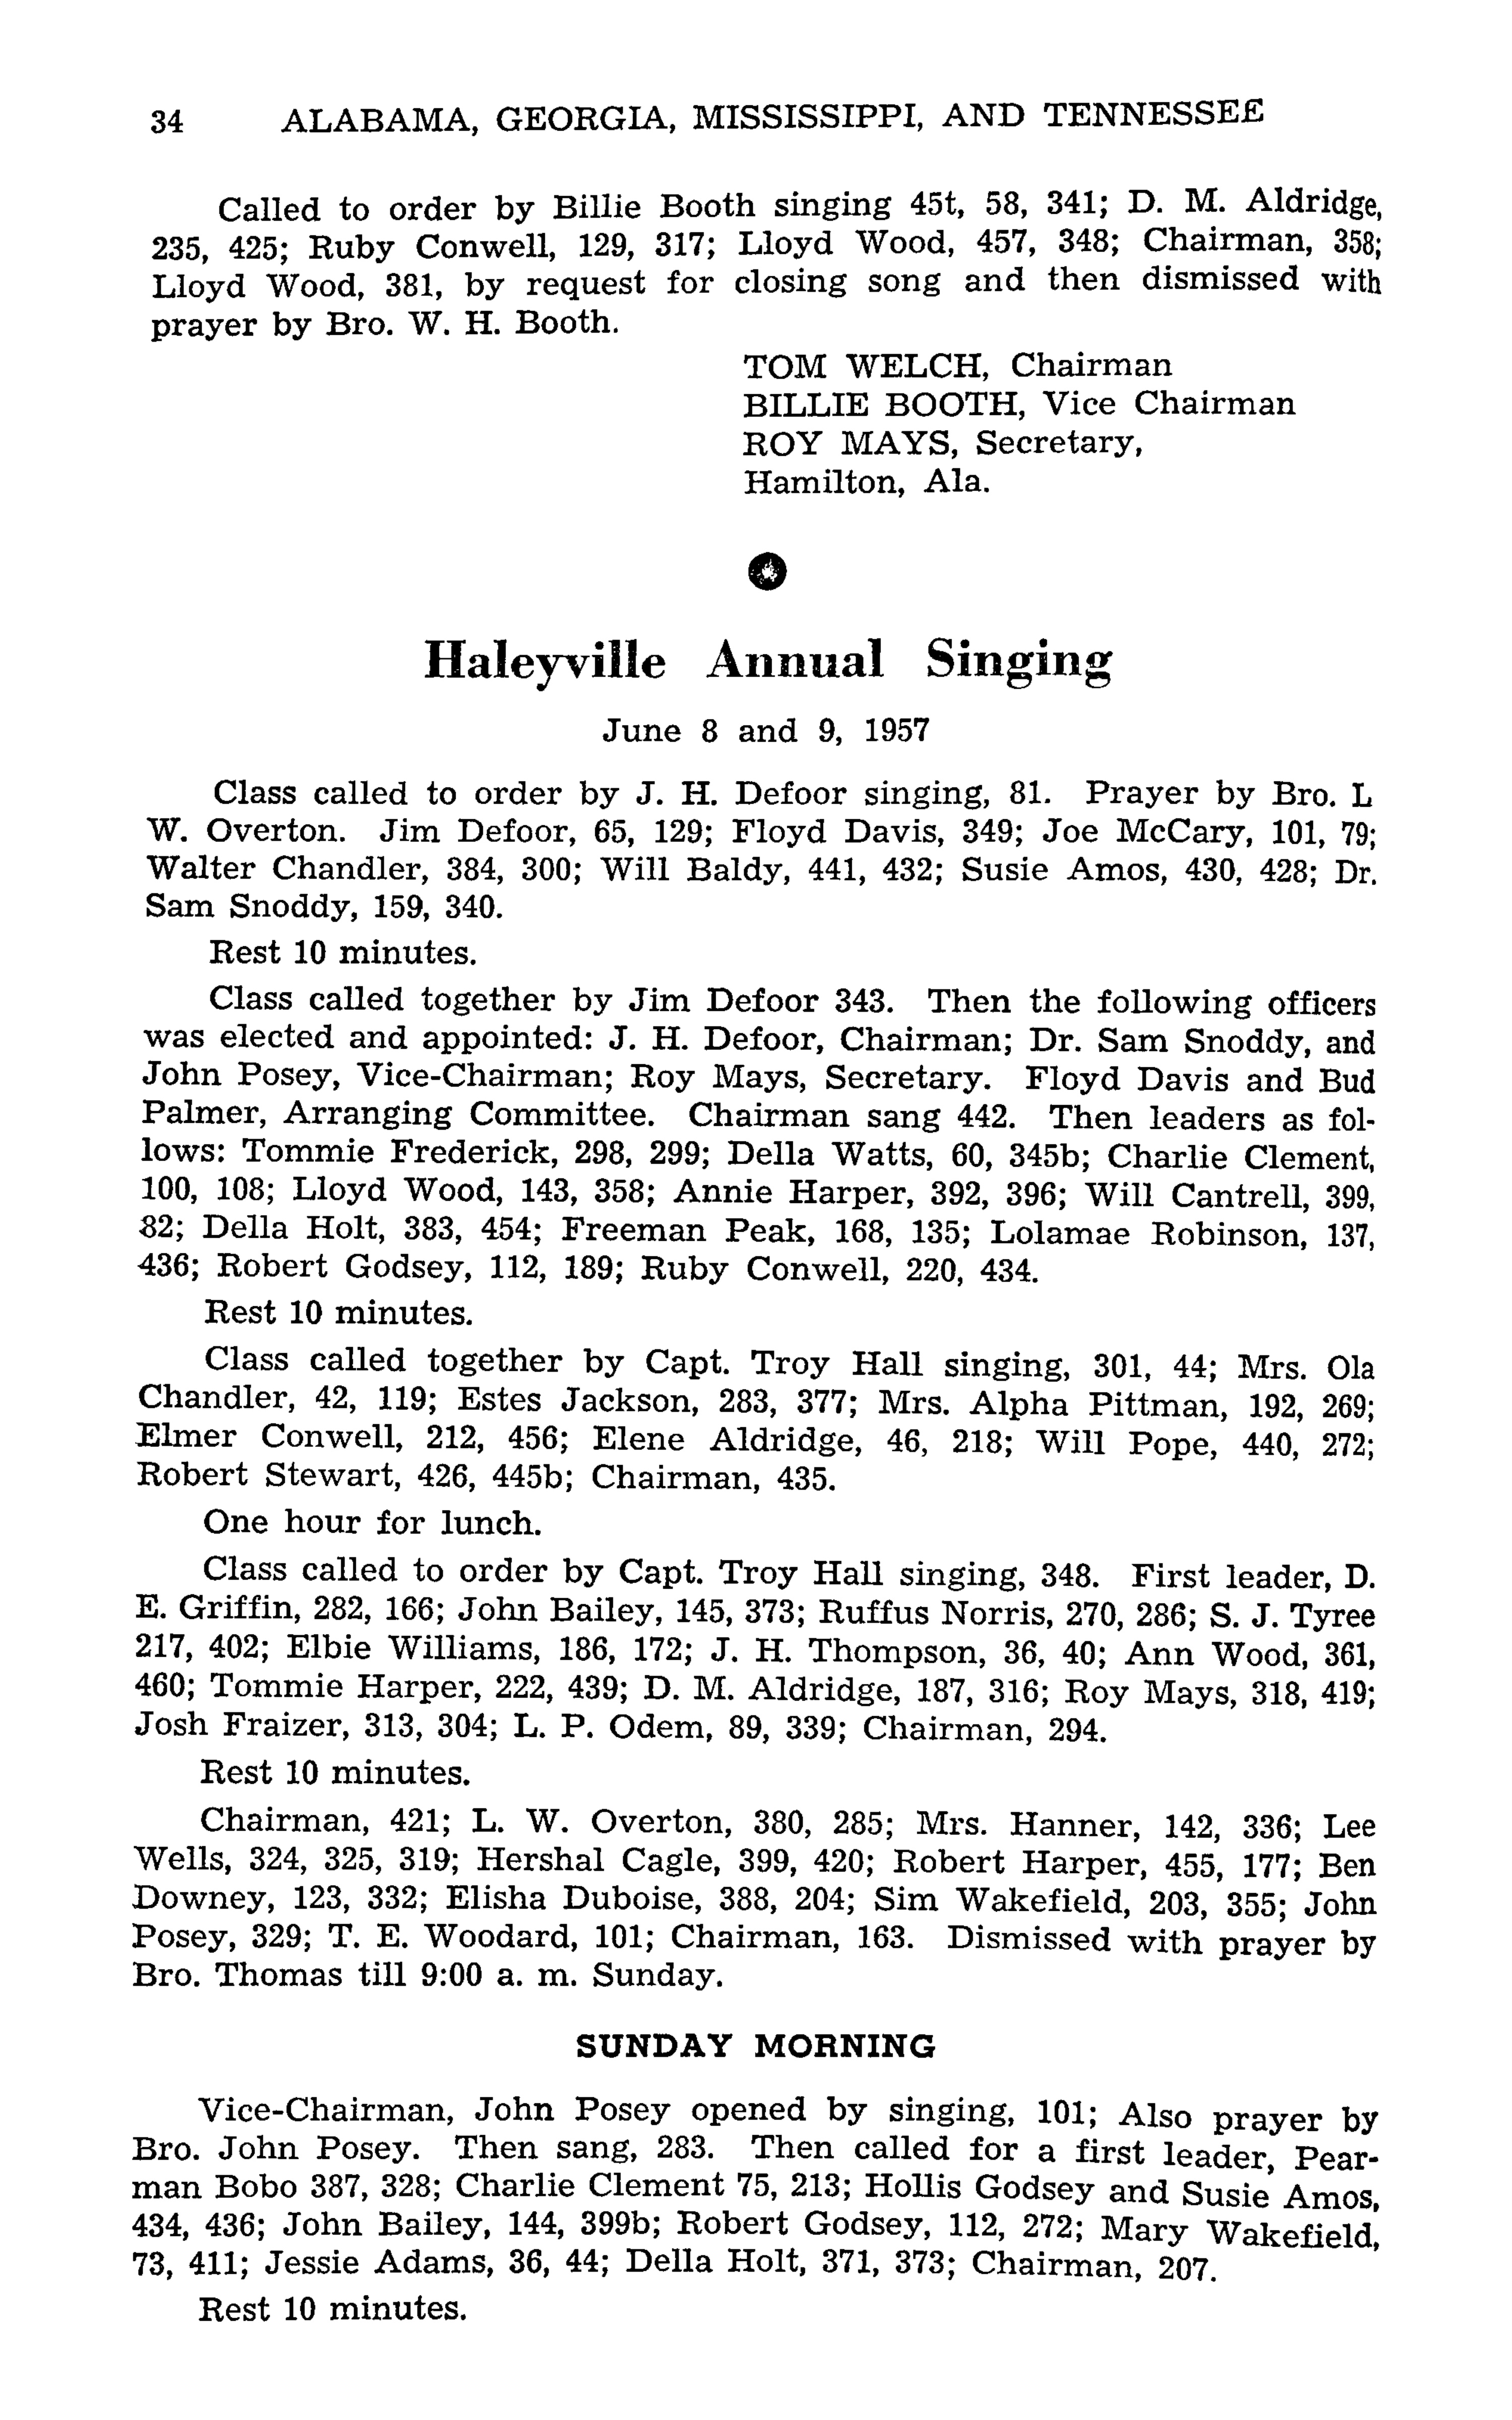 34 ALABAMA, GEORGIA, MISSISSIPPI, AND TENNESSEE
Called to order by Billie Booth singing 45t, 58, 341; D. M. Aldridge,
235, 425; Ruby Conwell, 129, 317; Lloyd Wood, 457, 348; Chairman, 358;
Lloyd Wood, 381, by request for closing song and then dismissed with
prayer by Bro. W. H. Booth.
TOM WELCH, Chairman
BILLIE BOOTH, Vice Chairman
ROY MAYS, Secretary,
Hamilton, Ala.
Haleyville Annual Singing
June 8 and 9, 1957
Class called to order by J. H. Defoor singing, 81. Prayer by Bro. L
W. Overton. Jim Defoor, 65, 129; Floyd Davis, 349; Joe McCary, 101, 79;
Walter Chandler, 384, 300; Will Baldy, 441, 432; Susie Amos, 430, 428; Dr.
Sam Snoddy, 159, 340.
Rest 10 minutes.
Class called together by Jim Defoor 343. Then the following officers
was elected and appointed: J. H. Defoor, Chairman; Dr. Sam Snoddy, and
John Posey, Vice-Chairman; Roy Mays, Secretary. Floyd Davis and Bud
Palmer, Arranging Committee. Chairman sang 442. Then leaders as fol-
lows: Tommie Frederick, 298, 299; Della Watts, 60, 345b; Charlie Clement,
100, 108; Lloyd Wood, 143, 358; Annie Harper, 392, 396; Will Cantrell, 399,
82; Della Holt, 383, 454; Freeman Peak, 168, 135; Lolamae Robinson, 137,
436; Robert Godsey, 112, 189; Ruby Conwell, 220, 434.
Rest 10 minutes.
Class called together by Capt. Troy Hall singing, 301, 44; Mrs. Ola
Chandler, 42, 119; Estes Jackson, 283, 377; Mrs. Alpha Pittman, 192, 269;
Elmer Conwell, 212, 456; Elene Aldridge, 46, 218; Will Pope, 440, 272;
Robert Stewart, 426, 445b; Chairman, 435.
One hour for lunch.
Class called to order by Capt. Troy Hall singing, 348. First leader, D.
E. Griffin, 282, 166; John Bailey, 145, 373; Ruffus Norris, 270, 286; S. J. Tyree
217, 402; Elbie Williams, 186, 172; J. H. Thompson, 36, 40; Ann Wood, 361,
460; Tommie Harper, 222, 439; D. M. Aldridge, 187, 316; Roy Mays, 318, 419;
Josh Fraizer, 313, 304; L. P. Odem, 89, 339; Chairman, 294.
Rest 10 minutes.
Chairman, 421; L. W. Overton, 380, 285; Mrs. Hanner, 142, 336; Lee
Wells, 324, 325, 319; Hershal Cagle, 399, 420; Robert Harper, 455, 177; Ben
Downey, 123, 332; Elisha Duboise, 388, 204; Sim Wakefield, 203, 355; John
Posey, 329; T. E. Woodard, 101; Chairman, 163. Dismissed with prayer by
Bro. Thomas till 9:00 a. m. Sunday.
SUNDAY MORNING
Vice-Chairman, John Posey opened by singing, 101; Also prayer by
Bro. John Posey. Then sang, 283. Then called for a first leader, Pear-
man Bobo 387, 328; Charlie Clement 75, 213; Hollis Godsey and Susie Amos,
434, 436; John Bailey, 144, 399b; Robert Godsey, 112, 272; Mary Wakefield,
73, 411; Jessie Adams, 36, 44; Della Holt, 371, 373; Chairman, 207.
Rest 10 minutes.